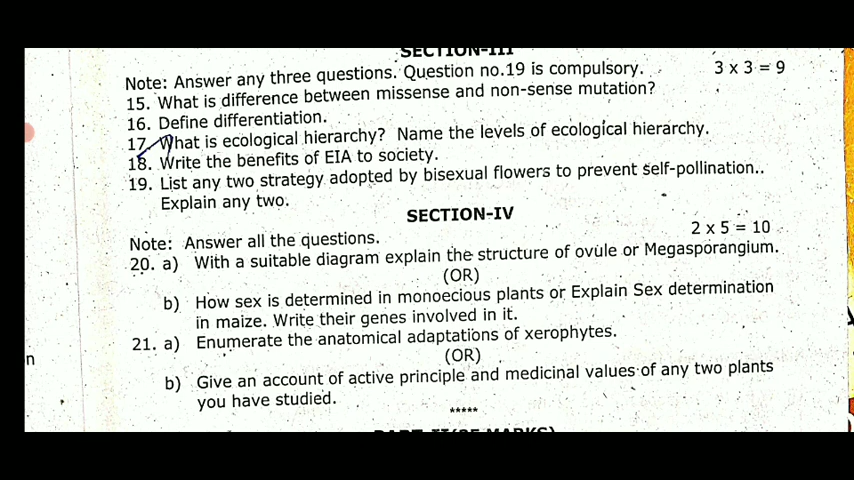 SECTION-III
Note: Answer any three questions. Question no.19 is compulsory. 3 x 3 = 9
15. What is difference between missense and non-sense mutation?
16. Define differentiation.
17. What is ecological hierarchy? Name the levels of ecological hierarchy.
18. Write the benefits of EIA to society.
19. List any two strategy adopted by bisexual flowers to prevent self-pollination..
Explain any two.
SECTION-IV
Note: Answer all the questions. 2 x 5 = 10
20. a) With a suitable diagram explain the structure of ovule or Megasporangium.
(OR)
b) How sex is determined in monoecious plants or Explain Sex determination
in maize. Write their genes involved in it.
21. a) Enumerate the anatomical adaptations of xerophytes.
(OR)
b) Give an account of active principle and medicinal values of any two plants
you have studied.
*****
n